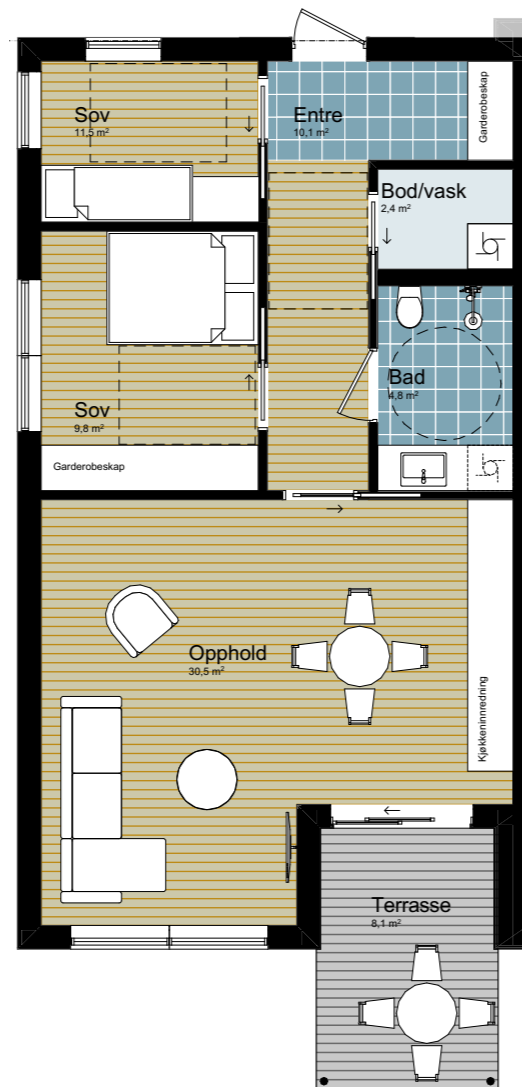 Sov
11,5 m²
Entre
10,1 m²
Garderobeskap
Bod/vask
2,4 m²
Bad
4,8 m²
Sov
9,8 m²
Garderobeskap
Opphold
30,5 m²
Kjøkkeninnredning
Terrasse
8,1 m²